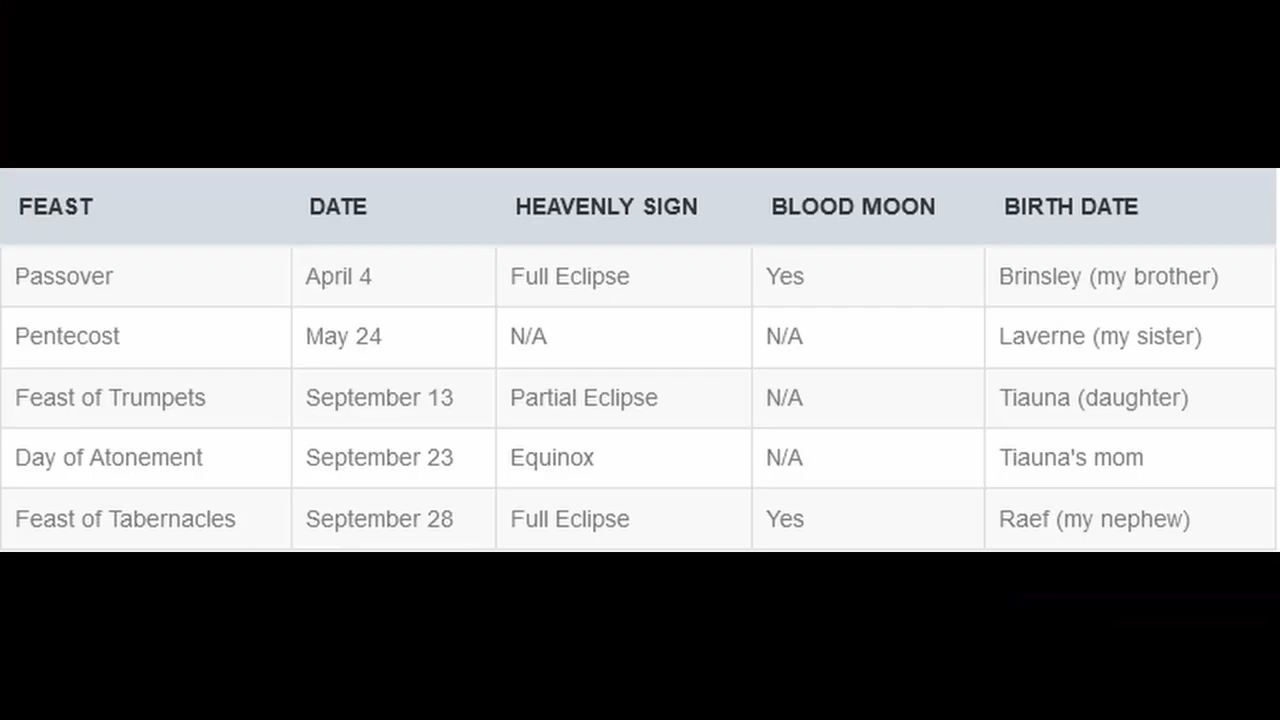 FEAST DATE HEAVENLY SIGN BLOOD MOON BIRTH DATE
Passover April 4 Full Eclipse Yes Brinsley (my brother)
Pentecost May 24 N/A N/A Laverne (my sister)
Feast of Trumpets September 13 Partial Eclipse N/A Tiauna (daughter)
Day of Atonement September 23 Equinox N/A Tiauna's mom
Feast of Tabernacles September 28 Full Eclipse Yes Raef (my nephew)